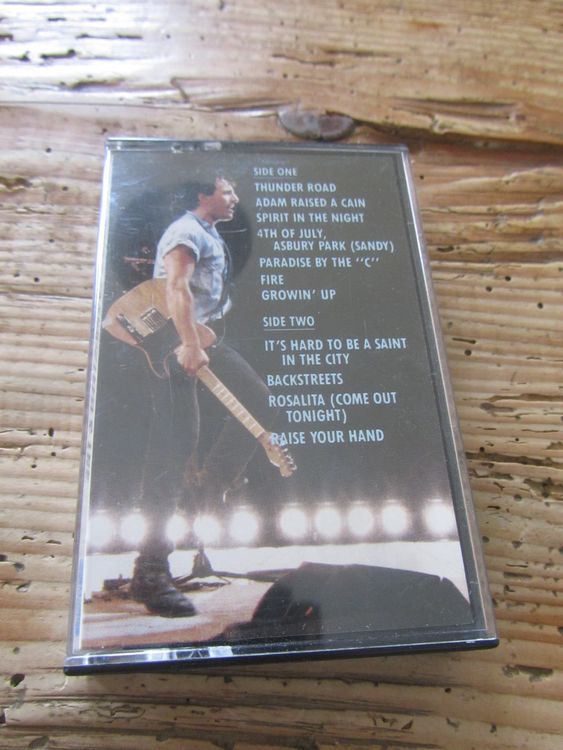 SIDE ONE
THUNDER ROAD
ADAM RAISED A CAIN
SPIRIT IN THE NIGHT
4TH OF JULY,
ASBURY PARK (SANDY)
PARADISE BY THE "C"
FIRE
GROWIN' UP
SIDE TWO
IT'S HARD TO BE A SAINT
IN THE CITY
BACKSTREETS
ROSALITA (COME OUT
TONIGHT)
RAISE YOUR HAND